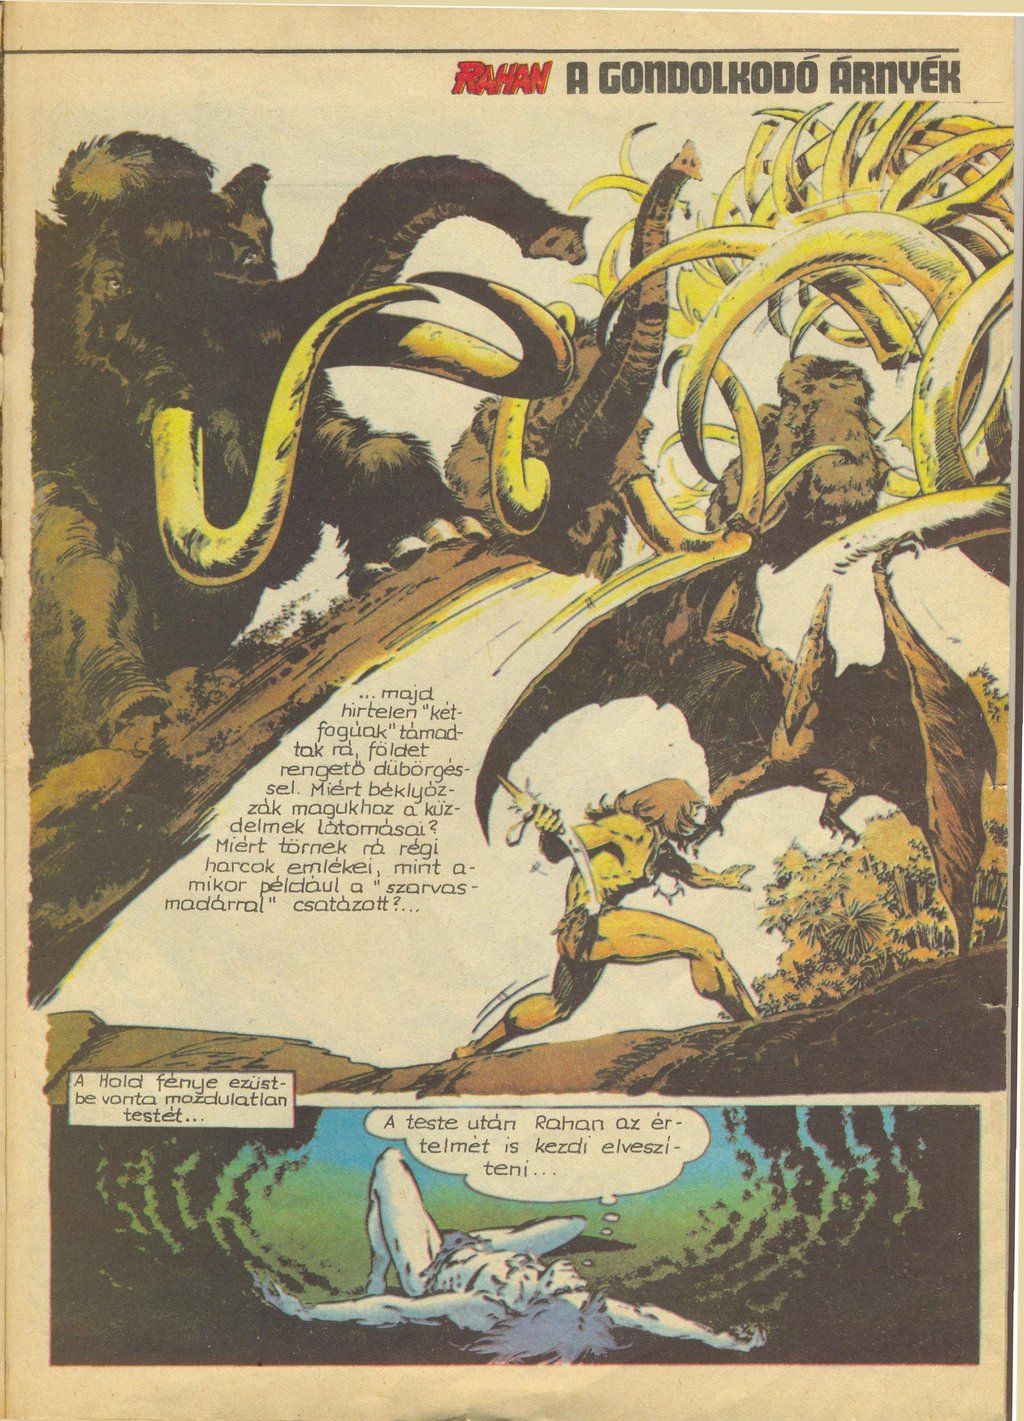 RAHAN A GONDOLKODÓ ÁRNYÉK
...majd
hirtelen "két-
fogúak" támad-
tak rá, földet
rengető dübörgés-
sel. Miért béklyóz-
zák magukhoz a küz-
delmek látomásai?
Miért törnek rá régi
harcok emlékei, mint a-
mikor például a "szarvas-
madárral" csatázott?...
A Hold fénye ezüst-
be vonta mozdulatlan
testét...
A teste után Rahan az ér-
telmét is kezdi elveszí-
teni...